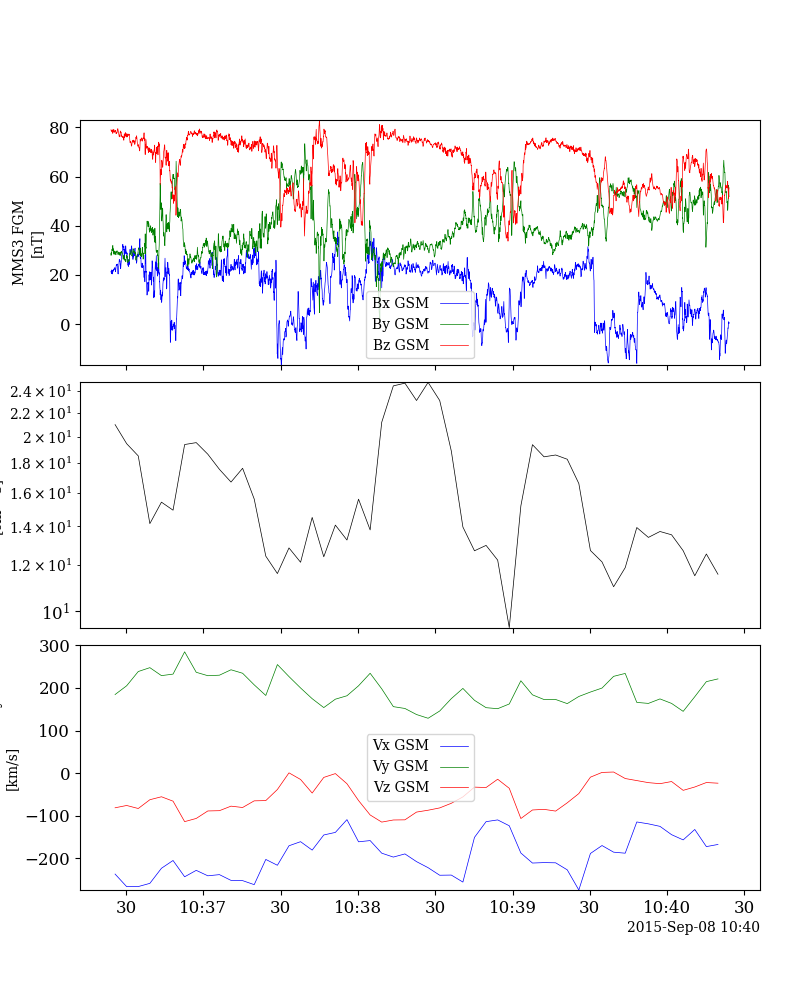 80
60
40
20
0
MMS3 FGM
[nT]
Bx GSM
By GSM
Bz GSM
2.4 × 10¹
2.2 × 10¹
2 × 10¹
1.8 × 10¹
1.6 × 10¹
1.4 × 10¹
1.2 × 10¹
10¹
300
200
100
0
−100
−200
[km/s]
Vx GSM
Vy GSM
Vz GSM
30 10:37 30 10:38 30 10:39 30 10:40 30
2015-Sep-08 10:40